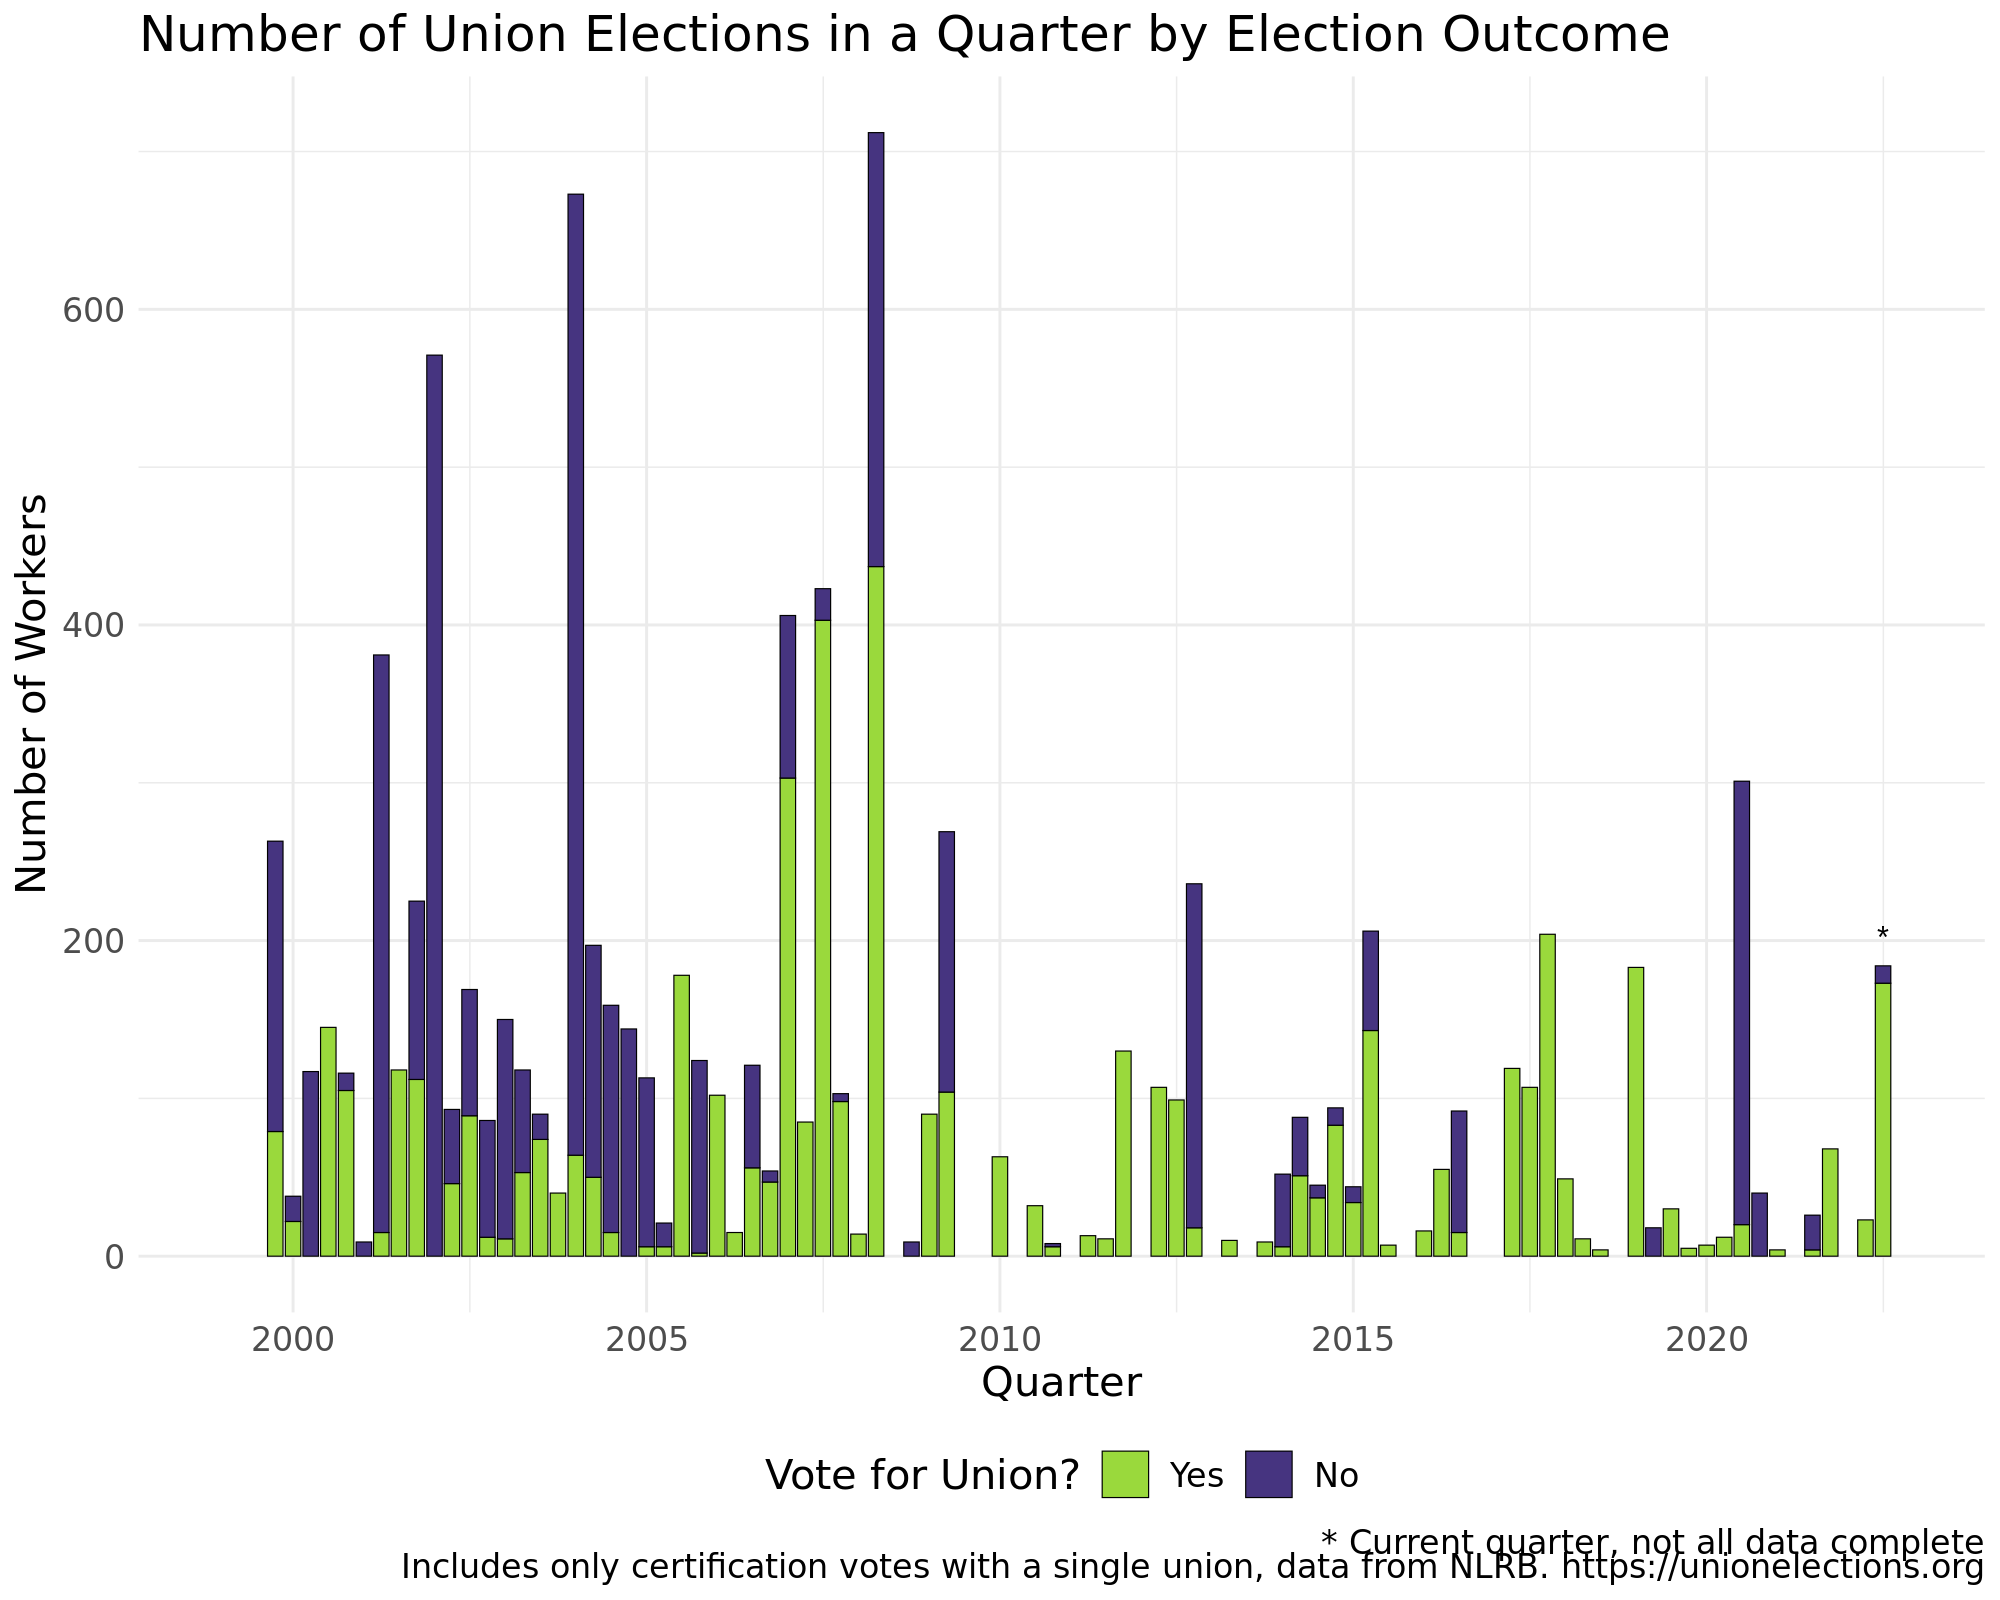 Number of Union Elections in a Quarter by Election Outcome
Number of Workers
600
400
200
0
*
2000 2005 2010 2015 2020
Quarter
Vote for Union? Yes No
* Current quarter, not all data complete
Includes only certification votes with a single union, data from NLRB. https://unionelections.org